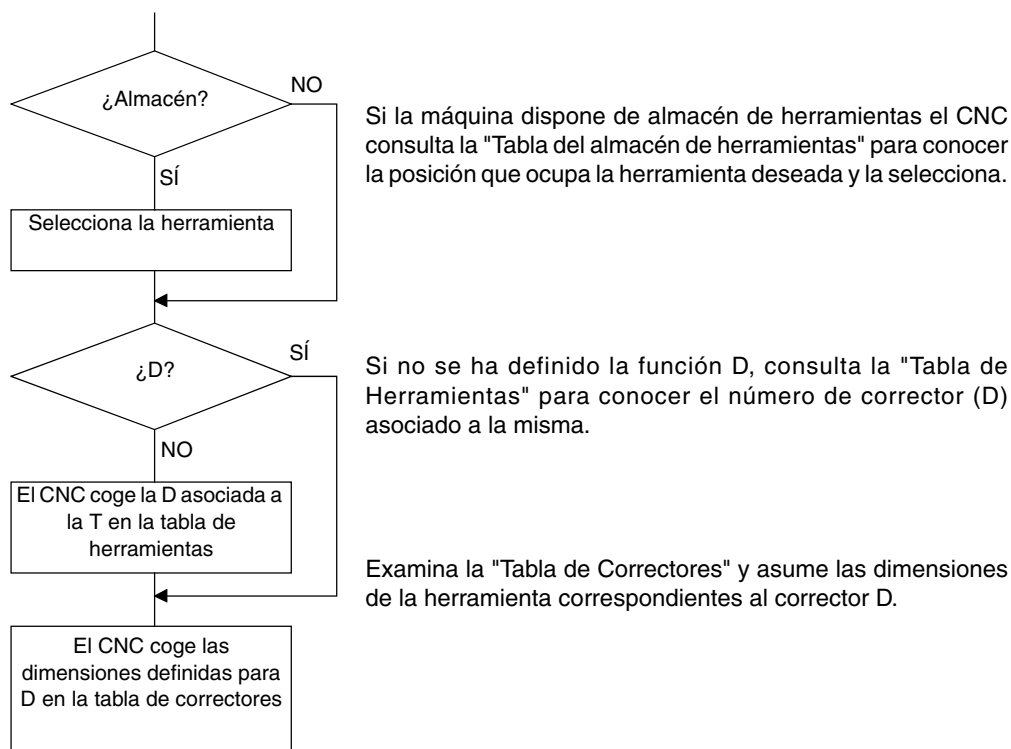 ¿Almacén?
NO
SÍ
Selecciona la herramienta
Si la máquina dispone de almacén de herramientas el CNC
consulta la "Tabla del almacén de herramientas" para conocer
la posición que ocupa la herramienta deseada y la selecciona.
¿D?
SÍ
NO
Si no se ha definido la función D, consulta la "Tabla de
Herramientas" para conocer el número de corrector (D)
asociado a la misma.
El CNC coge la D asociada a
la T en la tabla de
herramientas
Examina la "Tabla de Correctores" y asume las dimensiones
de la herramienta correspondientes al corrector D.
El CNC coge las
dimensiones definidas para
D en la tabla de correctores